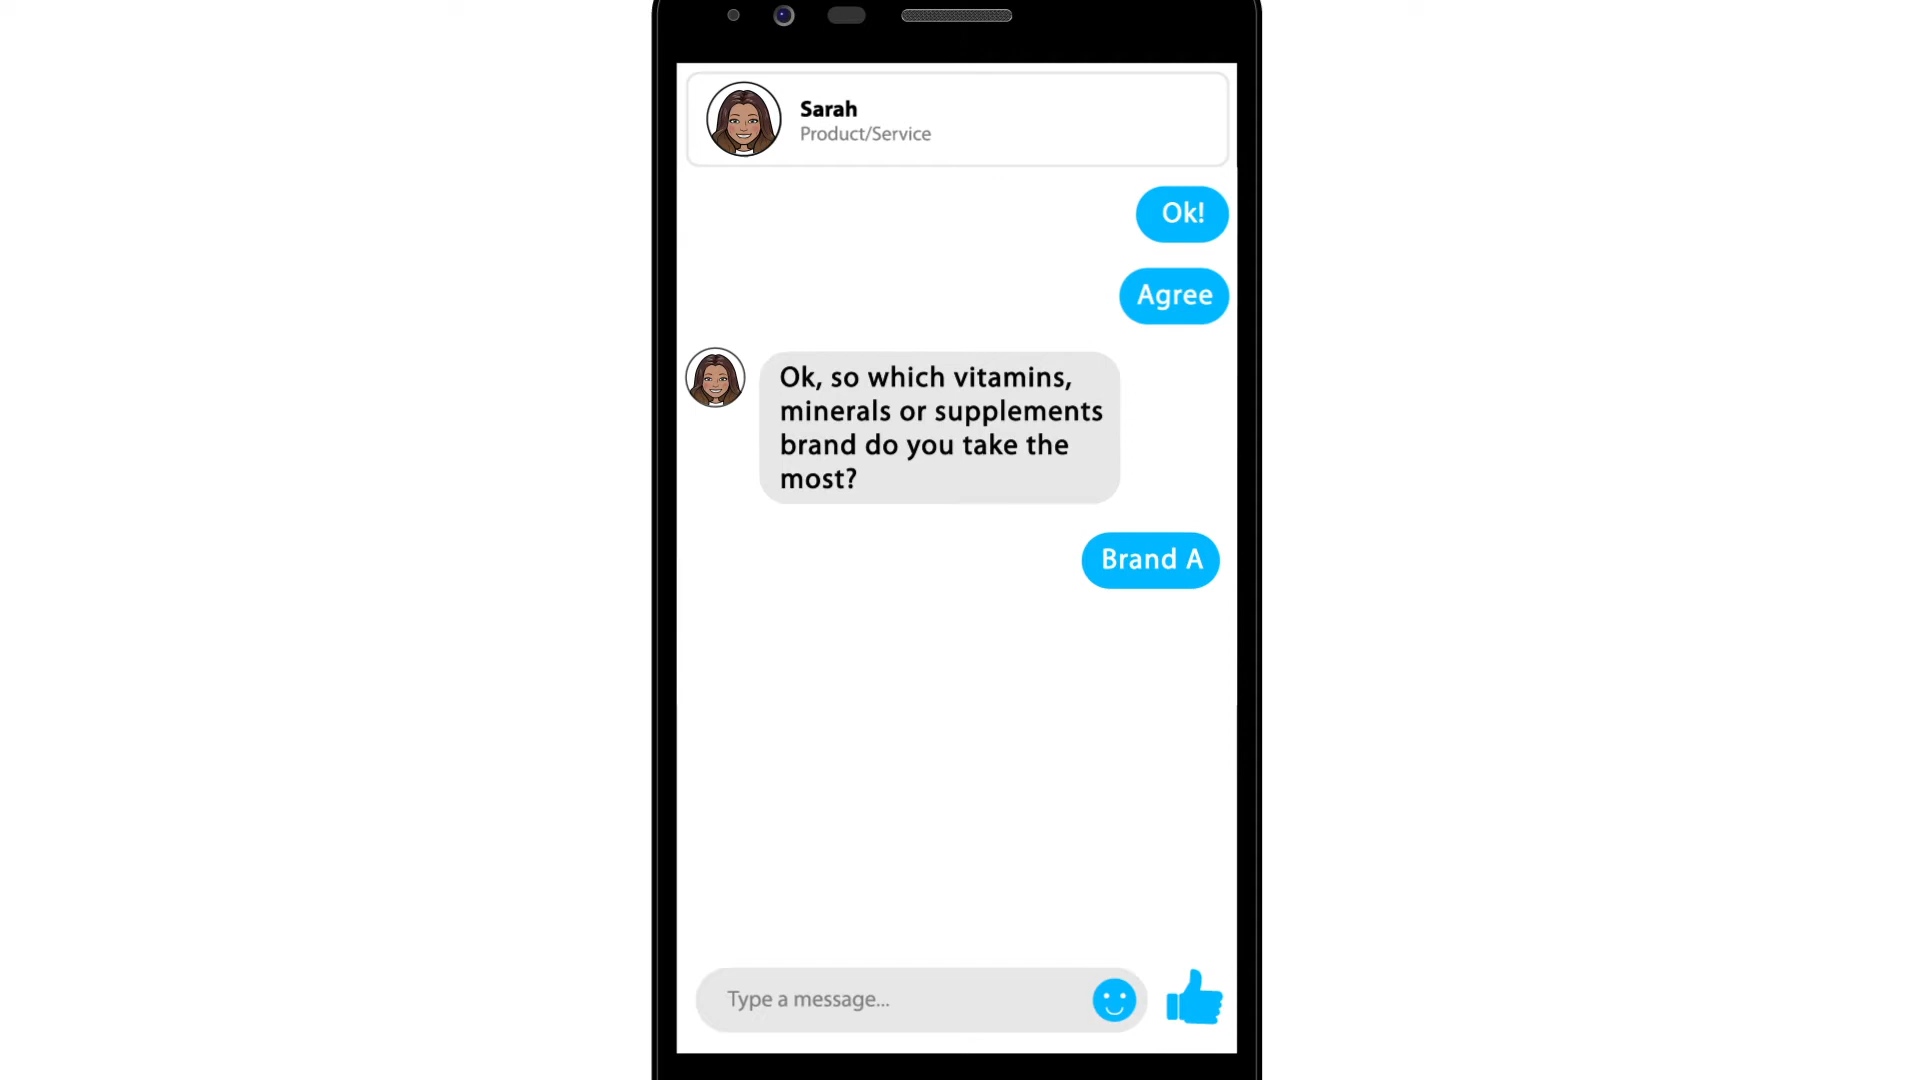 Sarah
Product/Service
Ok!
Agree
Ok, so which vitamins,
minerals or supplements
brand do you take the
most?
Brand A
Type a message...